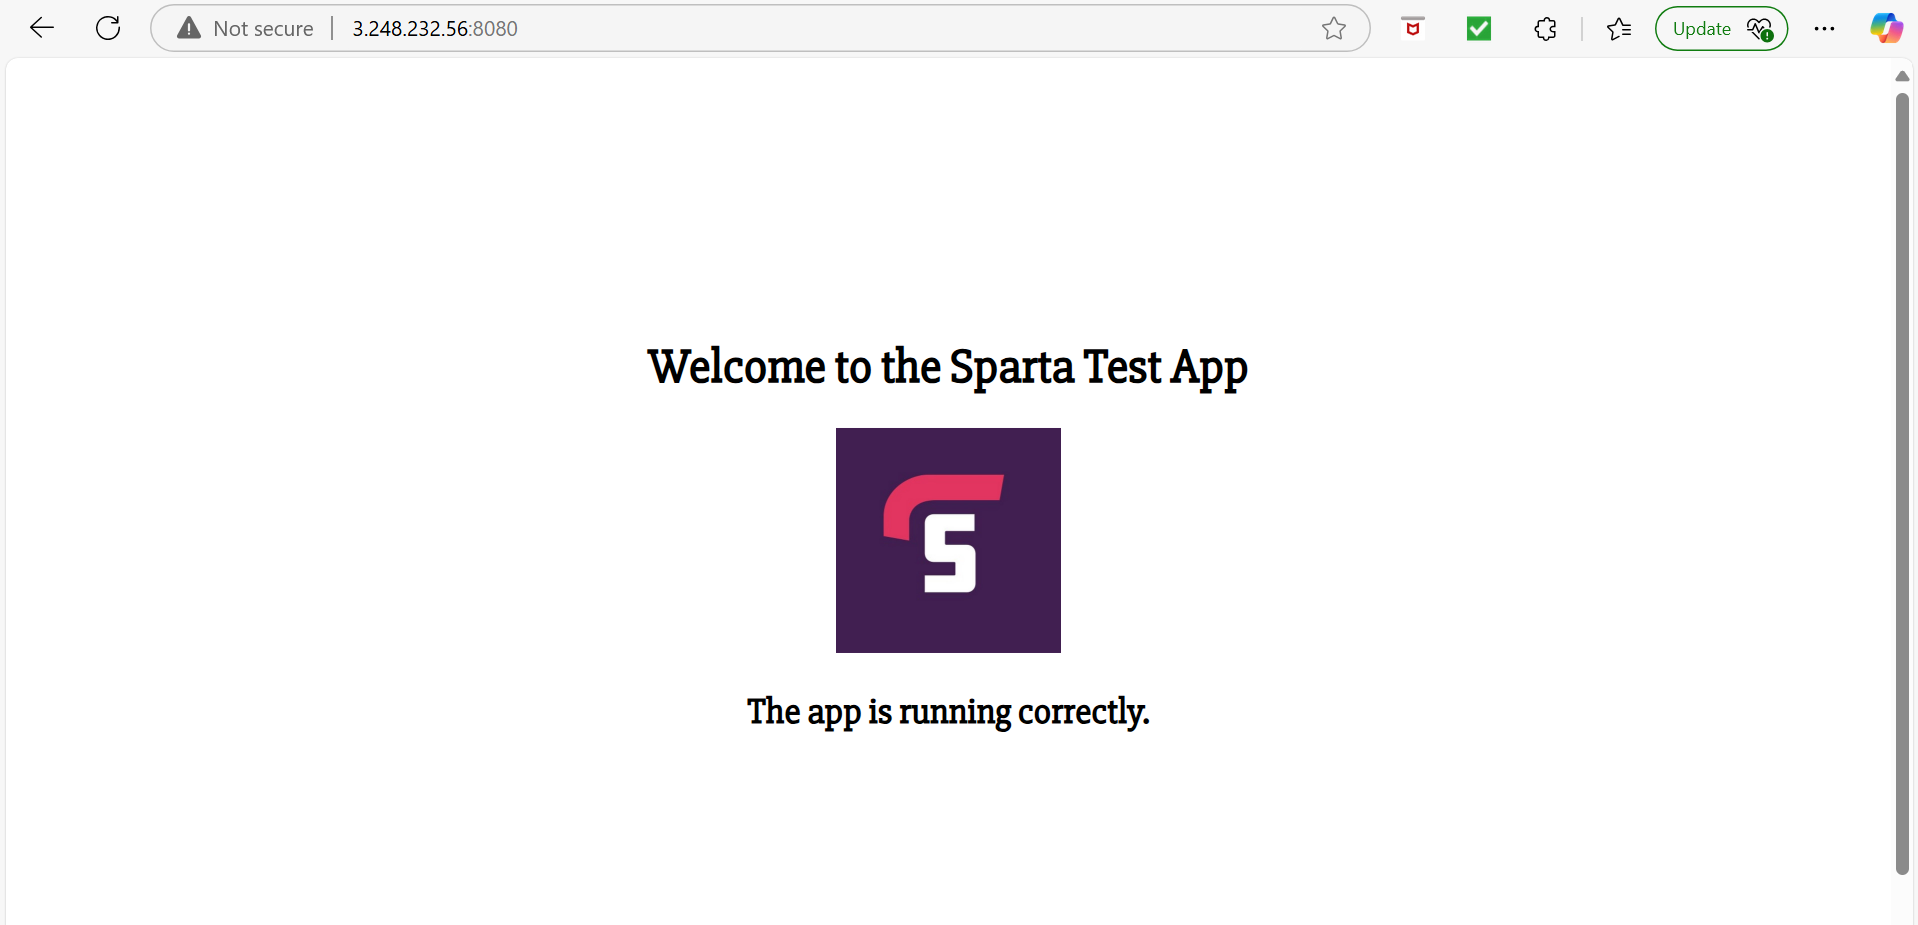 Not secure
3.248.232.56:8080
Update
Welcome to the Sparta Test App
S
The app is running correctly.